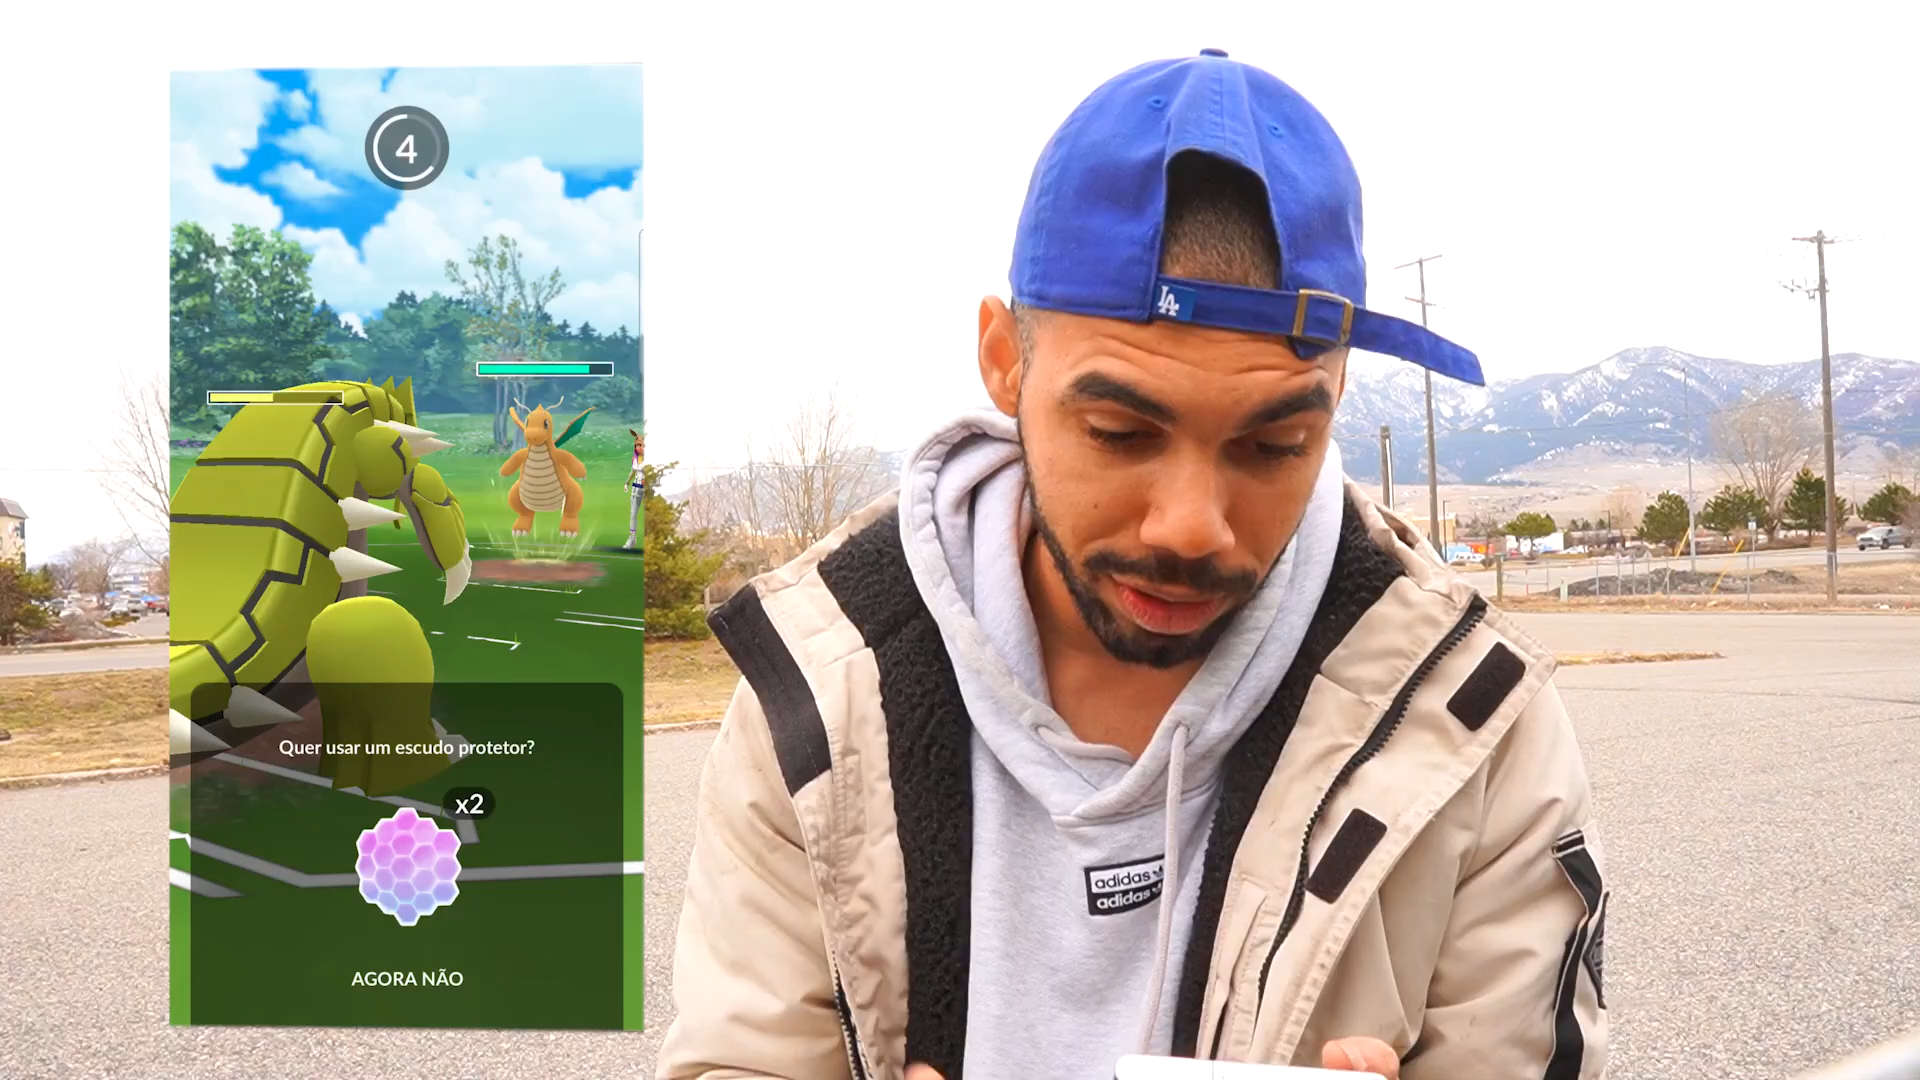 4
Quer usar um escudo protetor?
x2
AGORA NÃO
LA
adidas
adidas